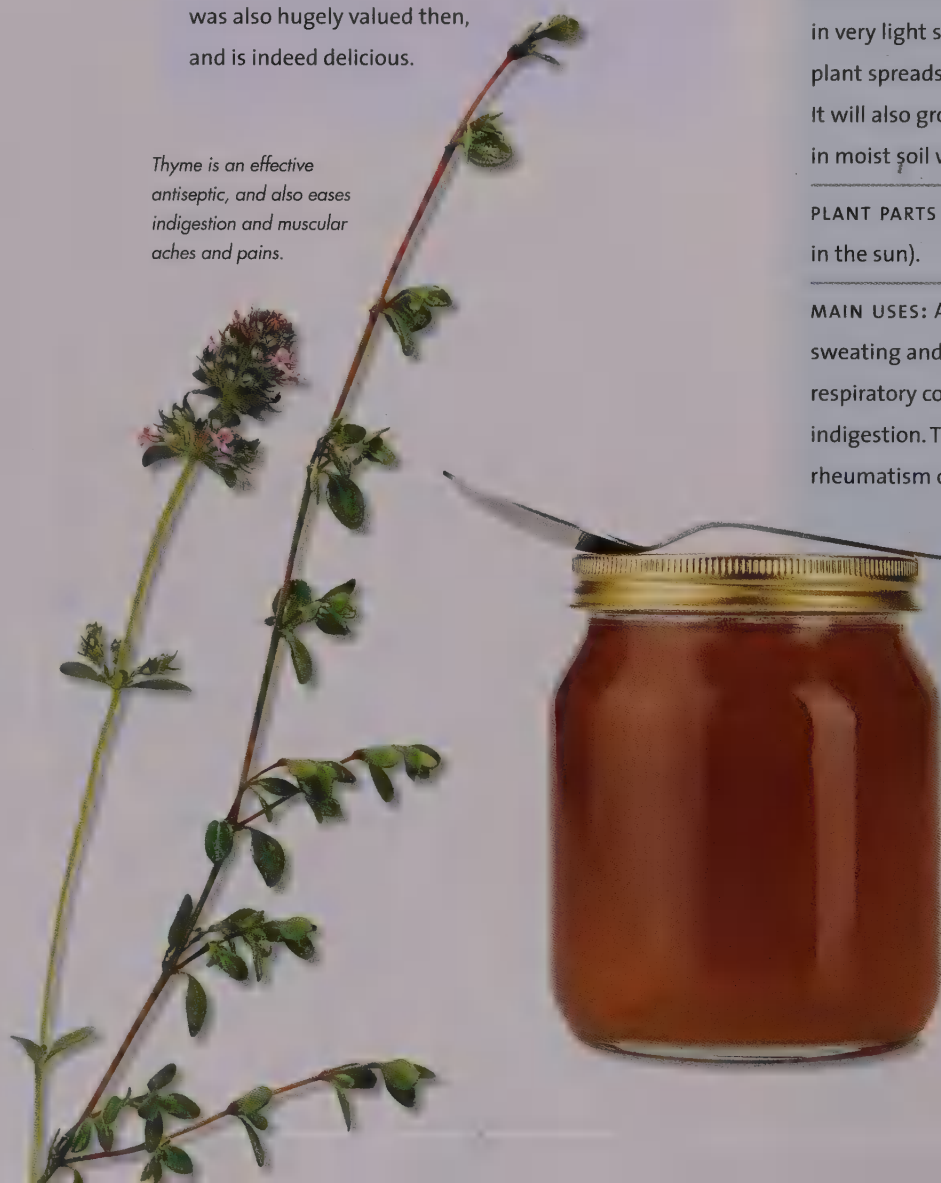 was also hugely valued then,
and is indeed delicious.
Thyme is an effective
antiseptic, and also eases
indigestion and muscular
aches and pains.
in very light
plant spreads
It will also
in moist soil
PLANT PARTS
in the sun).
MAIN USES:
sweating and
respiratory
indigestion.
rheumatism